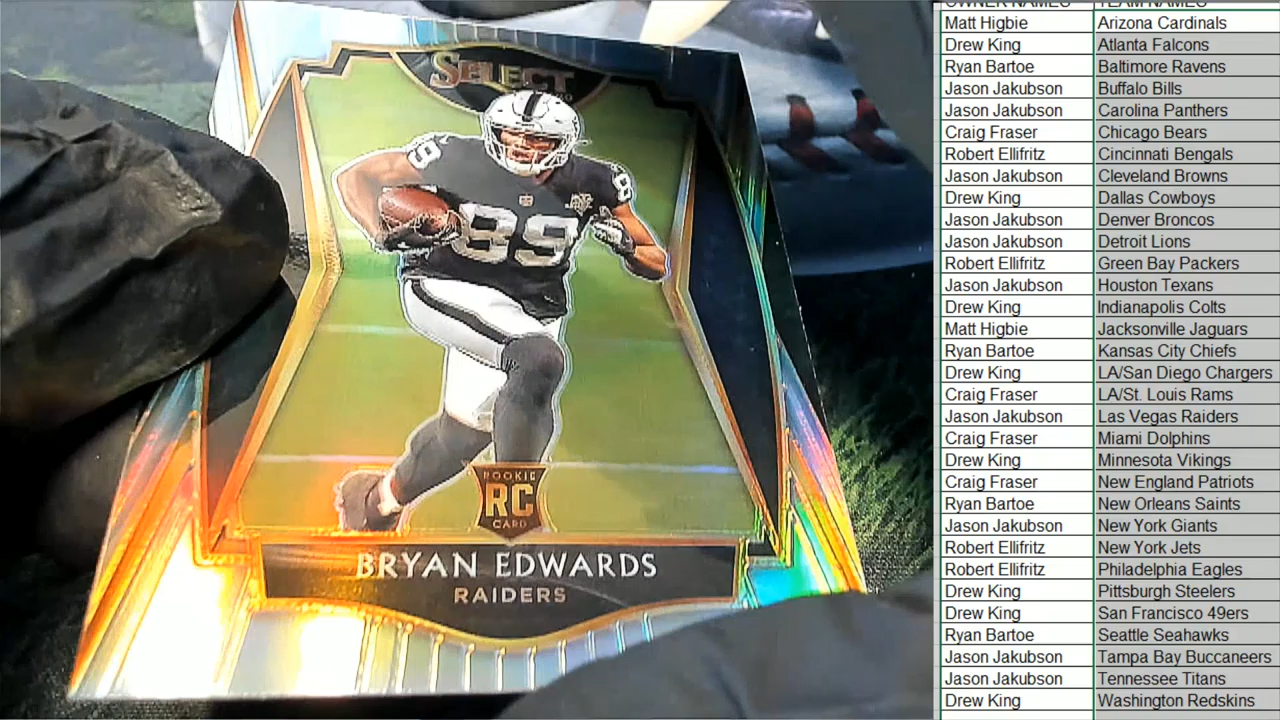 SELECT
89
89
89
ROOKIE
RC
CARD
BRYAN EDWARDS
RAIDERS
OWNER NAMES TEAM NAMES
Matt Higbie Arizona Cardinals
Drew King Atlanta Falcons
Ryan Bartoe Baltimore Ravens
Jason Jakubson Buffalo Bills
Jason Jakubson Carolina Panthers
Craig Fraser Chicago Bears
Robert Ellifritz Cincinnati Bengals
Jason Jakubson Cleveland Browns
Drew King Dallas Cowboys
Jason Jakubson Denver Broncos
Jason Jakubson Detroit Lions
Robert Ellifritz Green Bay Packers
Jason Jakubson Houston Texans
Drew King Indianapolis Colts
Matt Higbie Jacksonville Jaguars
Ryan Bartoe Kansas City Chiefs
Drew King LA/San Diego Chargers
Craig Fraser LA/St. Louis Rams
Jason Jakubson Las Vegas Raiders
Craig Fraser Miami Dolphins
Drew King Minnesota Vikings
Craig Fraser New England Patriots
Ryan Bartoe New Orleans Saints
Jason Jakubson New York Giants
Robert Ellifritz New York Jets
Robert Ellifritz Philadelphia Eagles
Drew King Pittsburgh Steelers
Drew King San Francisco 49ers
Ryan Bartoe Seattle Seahawks
Jason Jakubson Tampa Bay Buccaneers
Jason Jakubson Tennessee Titans
Drew King Washington Redskins